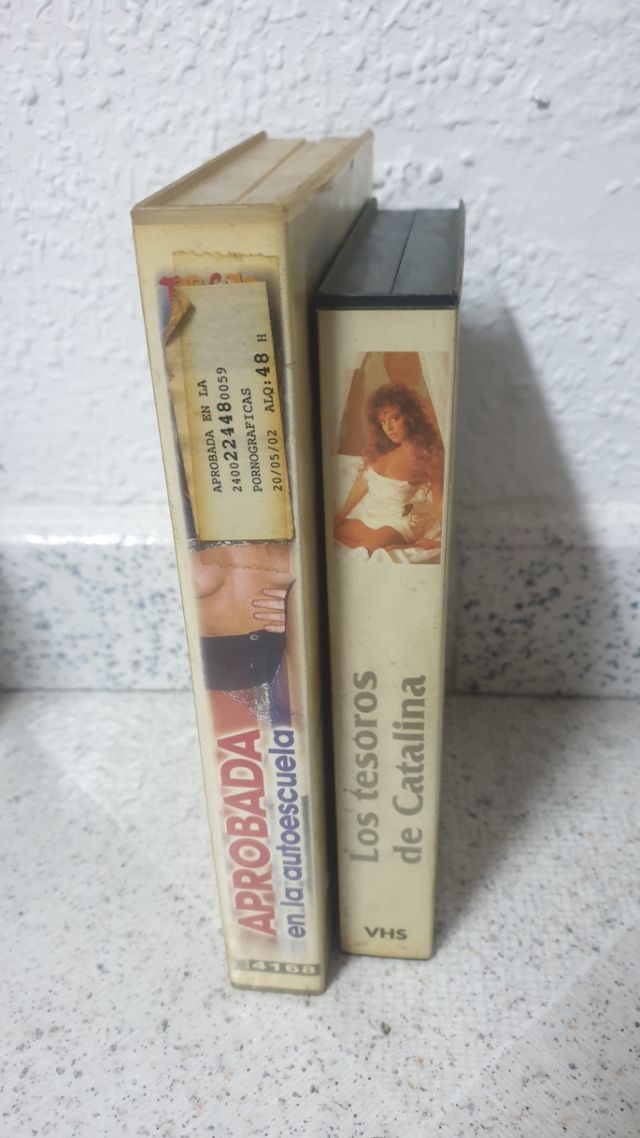 APROBADA EN LA
2400224480059
PORNOGRAFICAS
20/05/02 ALQ:48 H
APROBADA
en la autoescuela
4168
Los tesoros
de Catalina
VHS